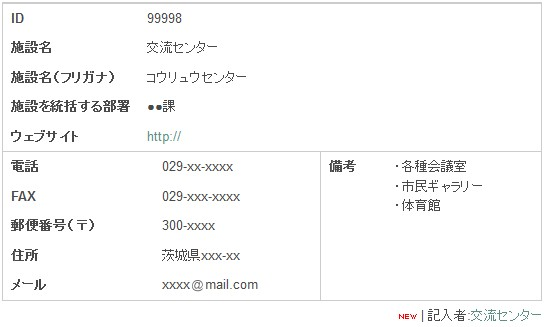 ID 99998
施設名 交流センター
施設名(フリガナ) コウリュウセンター
施設を統括する部署 ●●課
ウェブサイト http://
電話 029-xx-xxxx
FAX 029-xxx-xxxx
郵便番号(〒) 300-xxxx
住所 茨城県xxx-xx
メール xxxx@mail.com
備考 ・各種会議室
・市民ギャラリー
・体育館
NEW | 記入者:交流センター